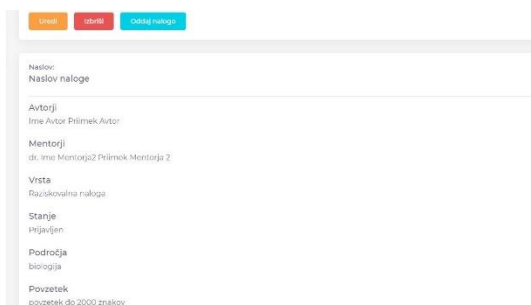 Uredi Izbriši Oddaj nalogo
Naslov:
Naslov naloge
Avtorji
Ime Avtor Priimek Avtor
Mentorji
dr. Ime Mentorja2 Priimek Mentorja 2
Vrsta
Raziskovalna naloga
Stanje
Prijavljen
Področja
biologija
Povzetek
povzetek do 2000 znakov